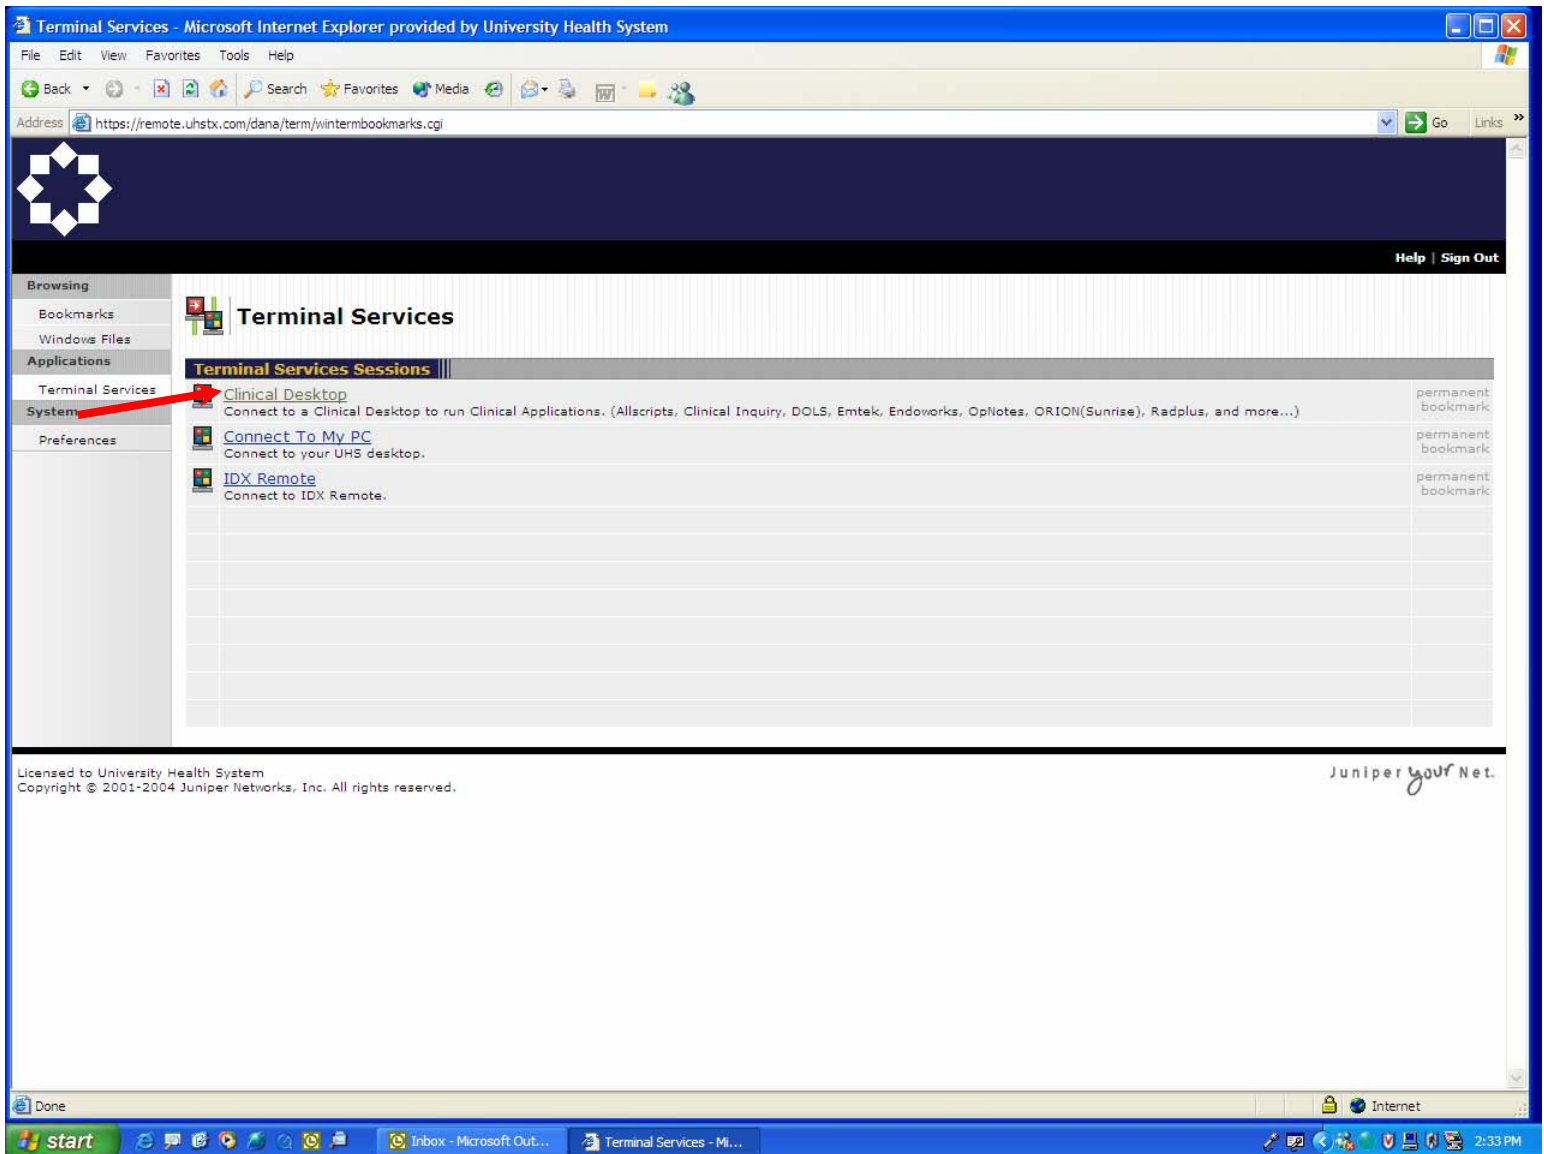 Terminal Services - Microsoft Internet Explorer provided by University Health System
File Edit View Favorites Tools Help
Back Search Favorites Media
Address https://remote.uhstx.com/dana/term/wintermbookmarks.cgi Go Links »
Help | Sign Out
Browsing
Bookmarks
Windows Files
Applications
Terminal Services
System
Preferences
Terminal Services
Terminal Services Sessions
Clinical Desktop
Connect to a Clinical Desktop to run Clinical Applications. (Allscripts, Clinical Inquiry, DOLS, Emtek, Endoworks, OpNotes, ORION(Sunrise), Radplus, and more...)
permanent
bookmark
Connect To My PC
Connect to your UHS desktop.
permanent
bookmark
IDX Remote
Connect to IDX Remote.
permanent
bookmark
Licensed to University Health System
Copyright © 2001-2004 Juniper Networks, Inc. All rights reserved.
Juniper your Net.
Done Internet
start Inbox - Microsoft Out... Terminal Services - Mi... 2:33 PM